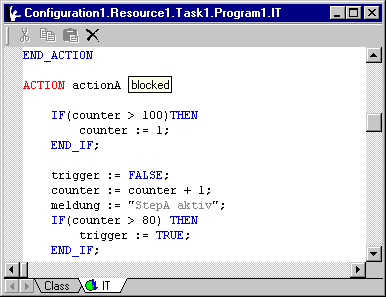 Configuration1.Resource1.Task1.Program1.IT
END_ACTION
ACTION actionA blocked
IF(counter > 100)THEN
counter := 1;
END_IF;
trigger := FALSE;
counter := counter + 1;
meldung := "StepA aktiv";
IF(counter > 80) THEN
trigger := TRUE;
END_IF;
Class IT